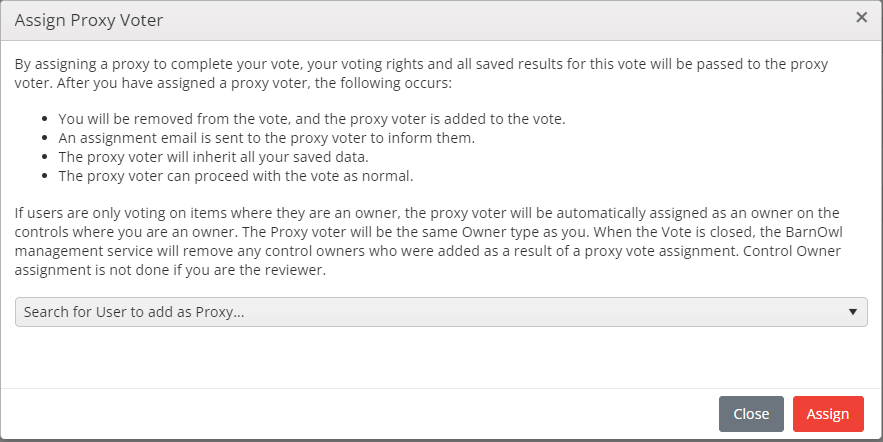 Assign Proxy Voter
By assigning a proxy to complete your vote, your voting rights and all saved results for this vote will be passed to the proxy
voter. After you have assigned a proxy voter, the following occurs:
• You will be removed from the vote, and the proxy voter is added to the vote.
• An assignment email is sent to the proxy voter to inform them.
• The proxy voter will inherit all your saved data.
• The proxy voter can proceed with the vote as normal.
If users are only voting on items where they are an owner, the proxy voter will be automatically assigned as an owner on the
controls where you are an owner. The Proxy voter will be the same Owner type as you. When the Vote is closed, the BarnOwl
management service will remove any control owners who were added as a result of a proxy vote assignment. Control Owner
assignment is not done if you are the reviewer.
Search for User to add as Proxy...
Close Assign